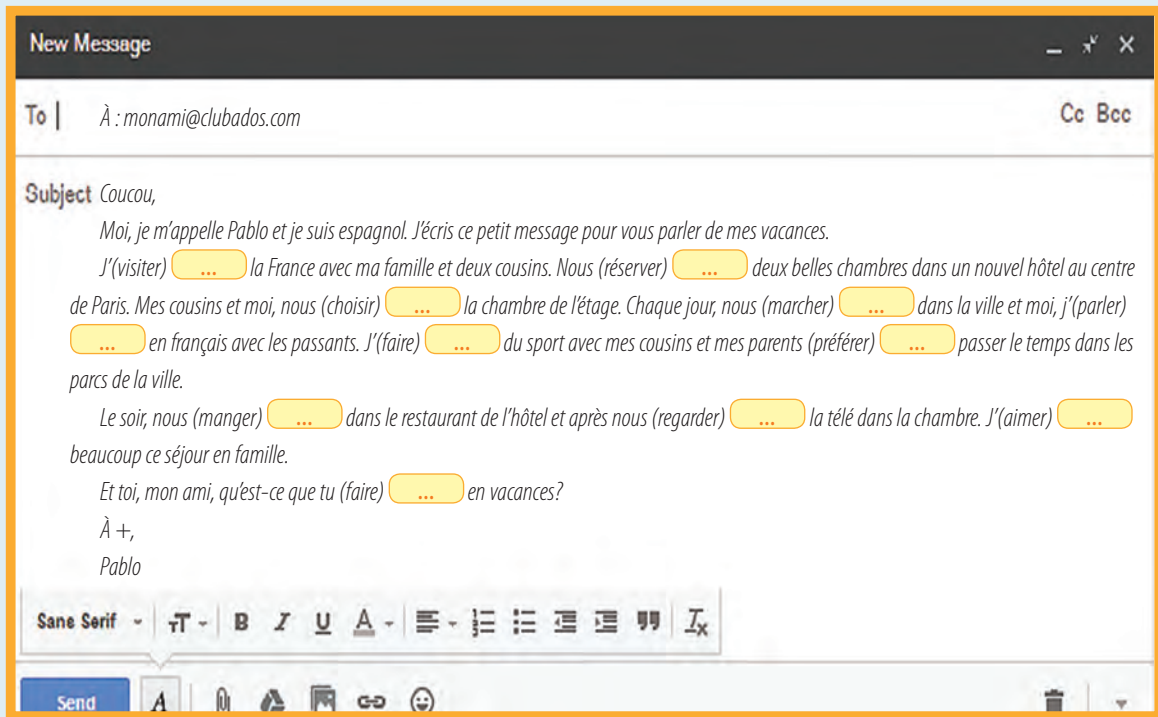 New Message
To À : monami@clubados.com Cc Bcc
Subject Coucou,
Moi, je m'appelle Pablo et je suis espagnol. J'écris ce petit message pour vous parler de mes vacances.
J'(visiter) ... la France avec ma famille et deux cousins. Nous (réserver) ... deux belles chambres dans un nouvel hôtel au centre
de Paris. Mes cousins et moi, nous (choisir) ... la chambre de l'étage. Chaque jour, nous (marcher) ... dans la ville et moi, j'(parler)
... en français avec les passants. J'(faire) ... du sport avec mes cousins et mes parents (préférer) ... passer le temps dans les
parcs de la ville.
Le soir, nous (manger) ... dans le restaurant de l'hôtel et après nous (regarder) ... la télé dans la chambre. J'(aimer) ...
beaucoup ce séjour en famille.
Et toi, mon ami, qu'est-ce que tu (faire) ... en vacances?
À +,
Pablo
Sans Serif TT B I U A
Send A